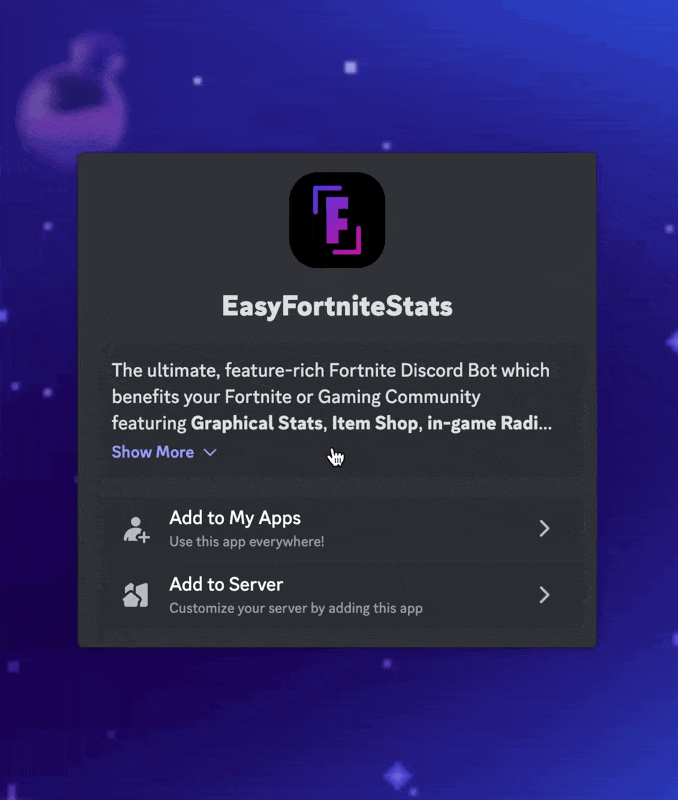 F
EasyFortniteStats
The ultimate, feature-rich Fortnite Discord Bot which
benefits your Fortnite or Gaming Community
featuring Graphical Stats, Item Shop, in-game Radi...
Show More
Add to My Apps
Use this app everywhere!
Add to Server
Customize your server by adding this app